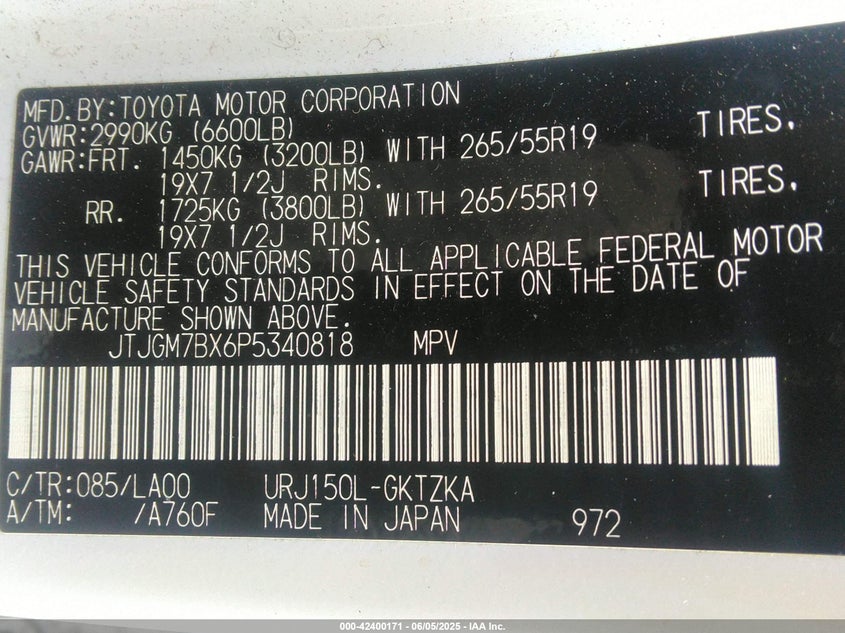 MFD.BY:TOYOTA MOTOR CORPORATION
GVWR:2990KG (6600LB)
GAWR:FRT. 1450KG (3200LB) WITH 265/55R19 TIRES,
19X7 1/2J RIMS.
RR. 1725KG (3800LB) WITH 265/55R19 TIRES,
19X7 1/2J RIMS.
THIS VEHICLE CONFORMS TO ALL APPLICABLE FEDERAL MOTOR
VEHICLE SAFETY STANDARDS IN EFFECT ON THE DATE OF
MANUFACTURE SHOWN ABOVE.
JTJGM7BX6P5340818 MPV
C/TR:085/LA00 URJ150L-GKTZKA
A/TM: /A760F MADE IN JAPAN 972
000-42400171 - 06/05/2025 - IAA Inc.